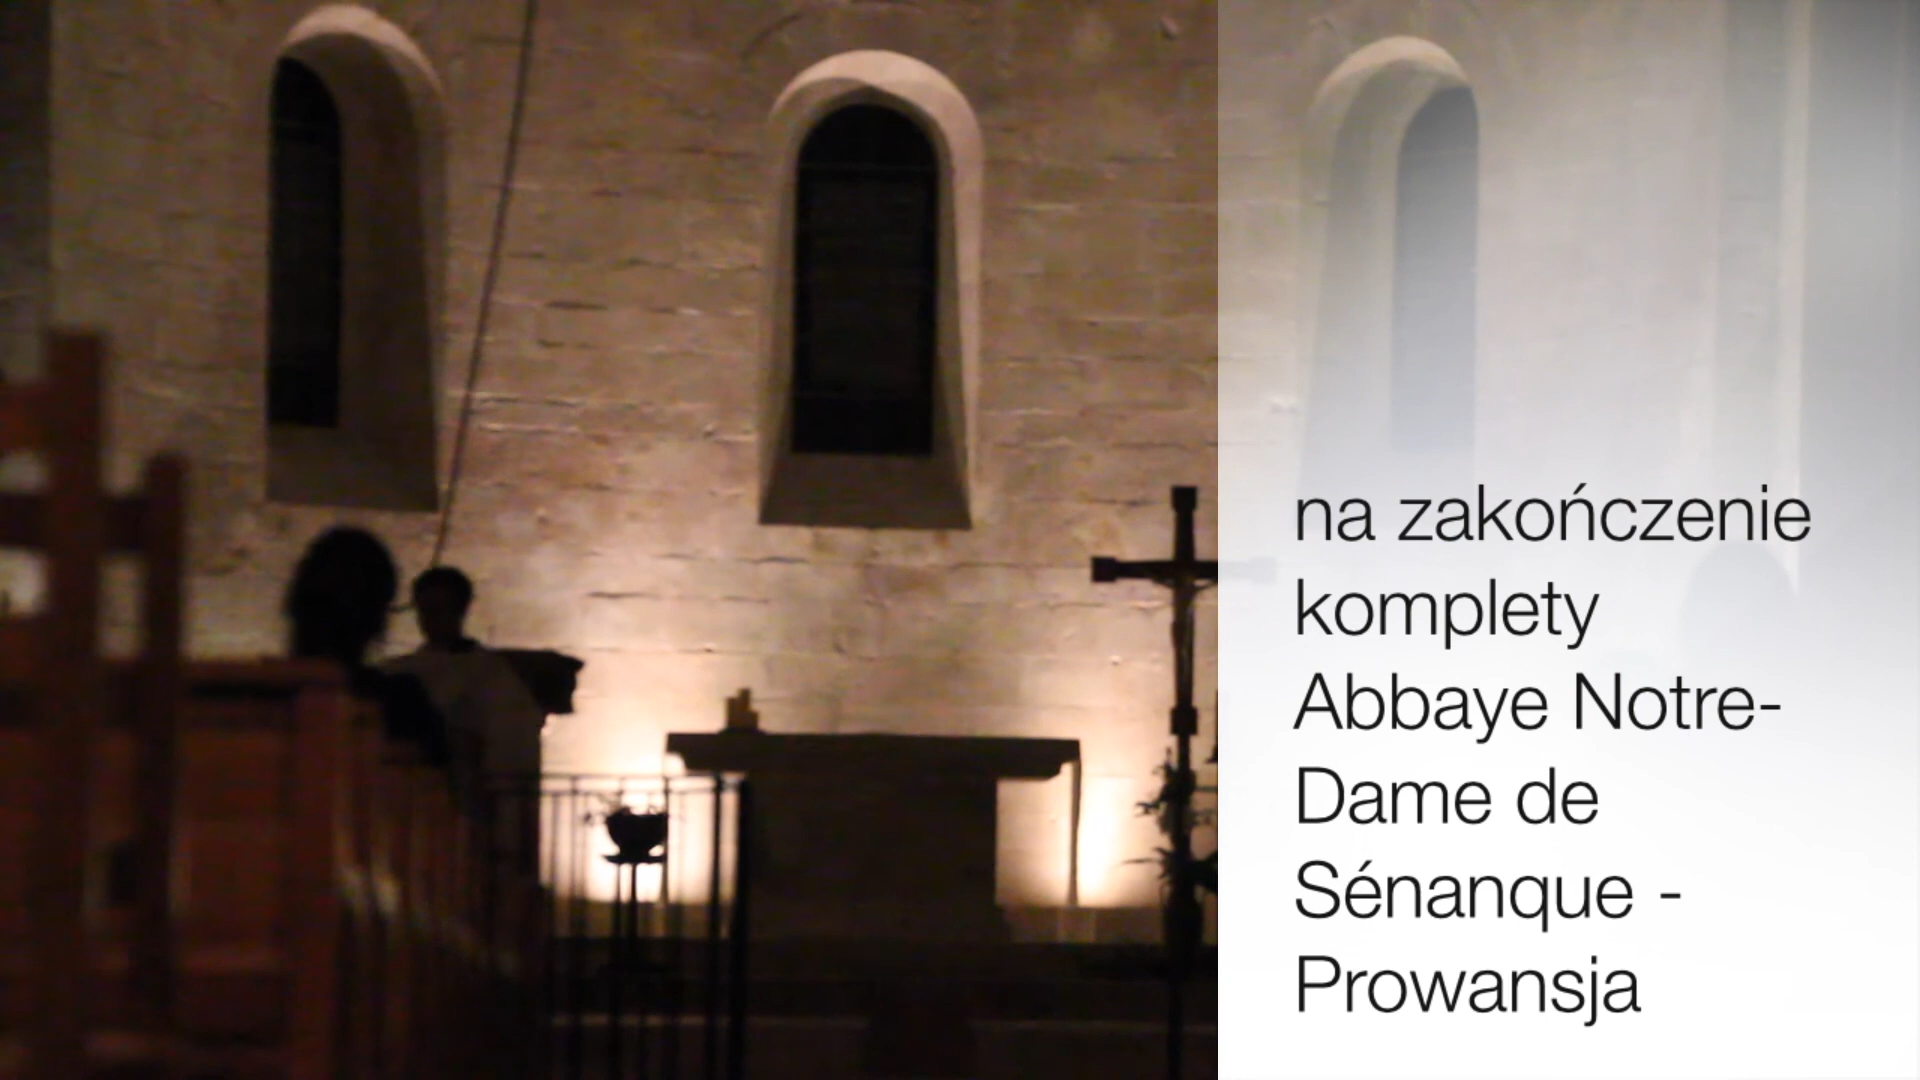 na zakończenie
komplety
Abbaye Notre-
Dame de
Sénanque -
Prowansja